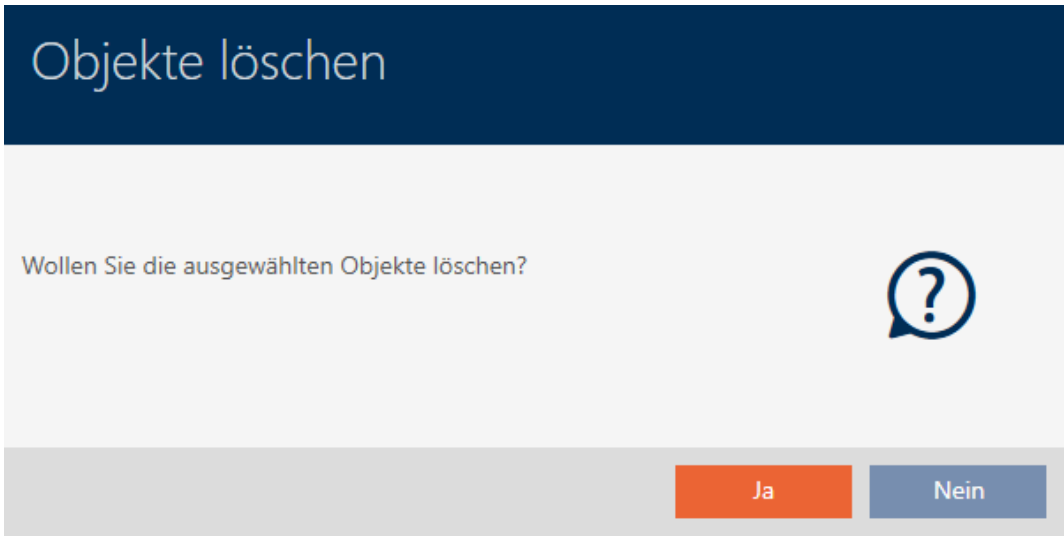 Objekte löschen
Wollen Sie die ausgewählten Objekte löschen?
?
Ja
Nein